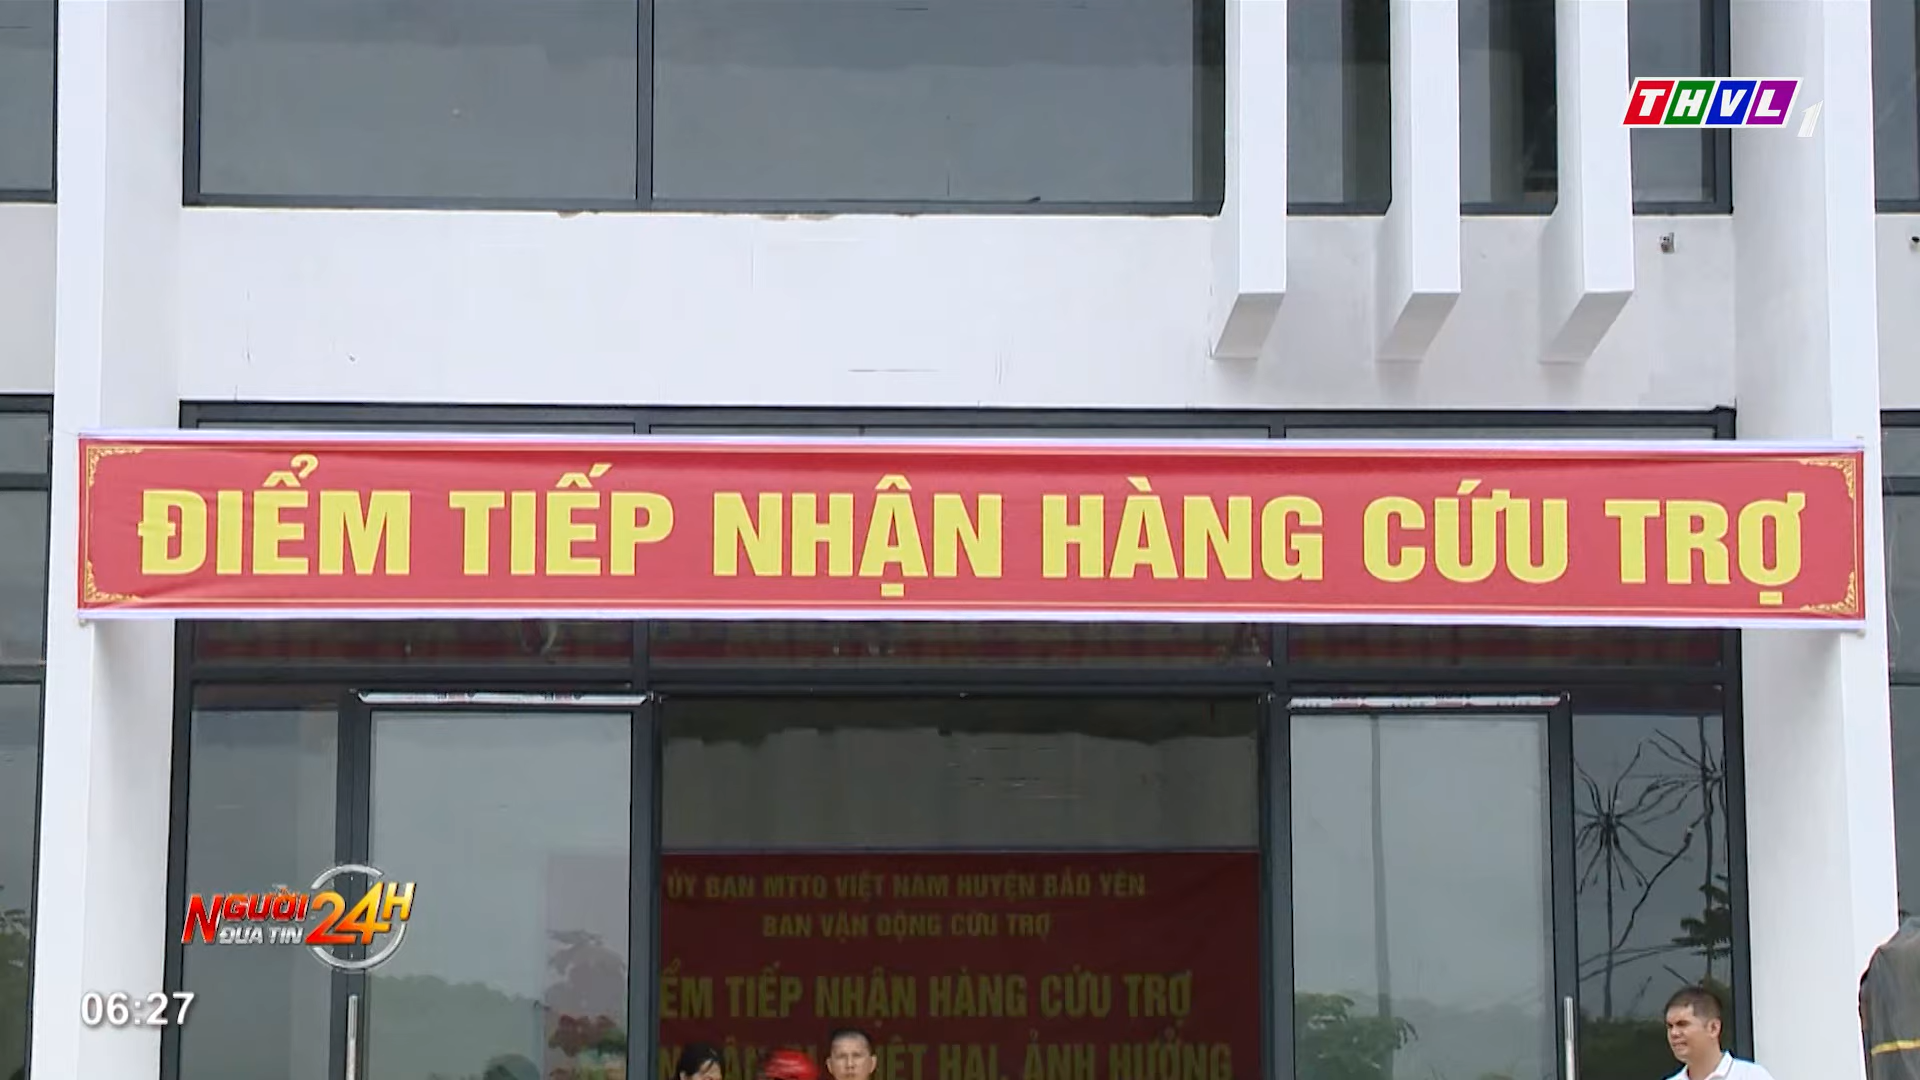 THVL1
ĐIỂM TIẾP NHẬN HÀNG CỨU TRỢ
ỦY BAN MTTQ VIỆT NAM HUYỆN BẢO YÊN
BAN VẬN ĐỘNG CỨU TRỢ
TIẾP NHẬN HÀNG CỨU TRỢ
HẠI, ẢNH HƯỞNG
NGƯỜI ĐƯA TIN 24H
06:27